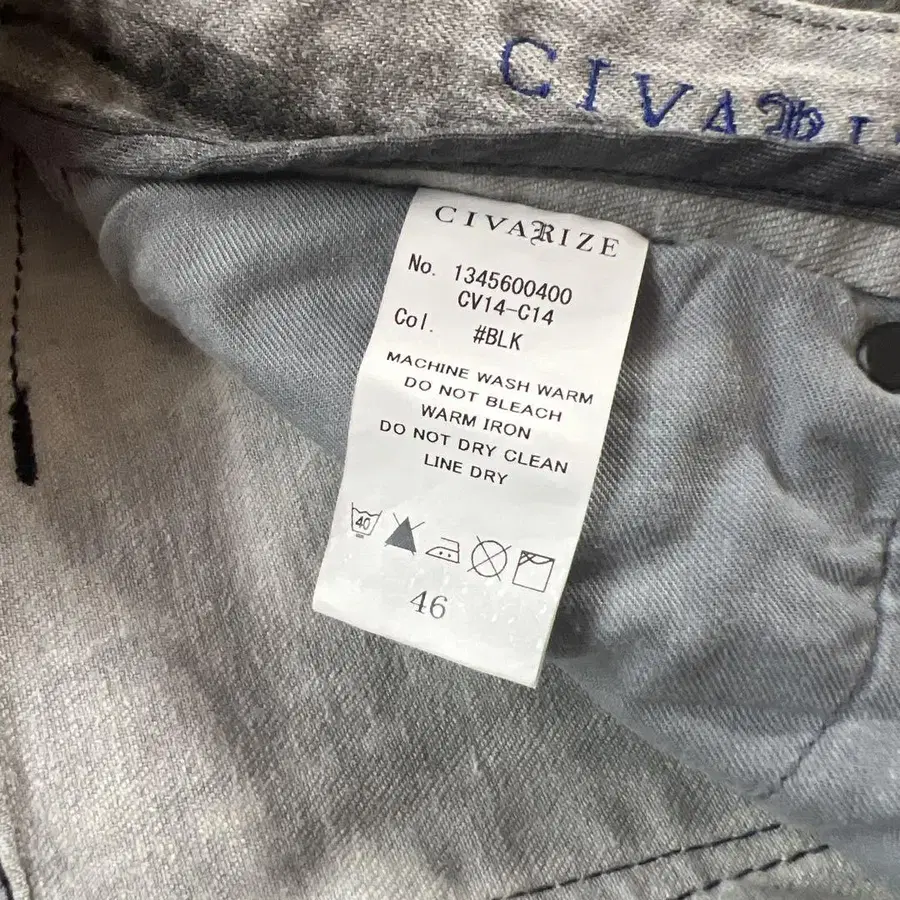 CIVARI
CIVARIZE
No. 1345600400
CV14-C14
Col. #BLK
MACHINE WASH WARM
DO NOT BLEACH
WARM IRON
DO NOT DRY CLEAN
LINE DRY
40
46